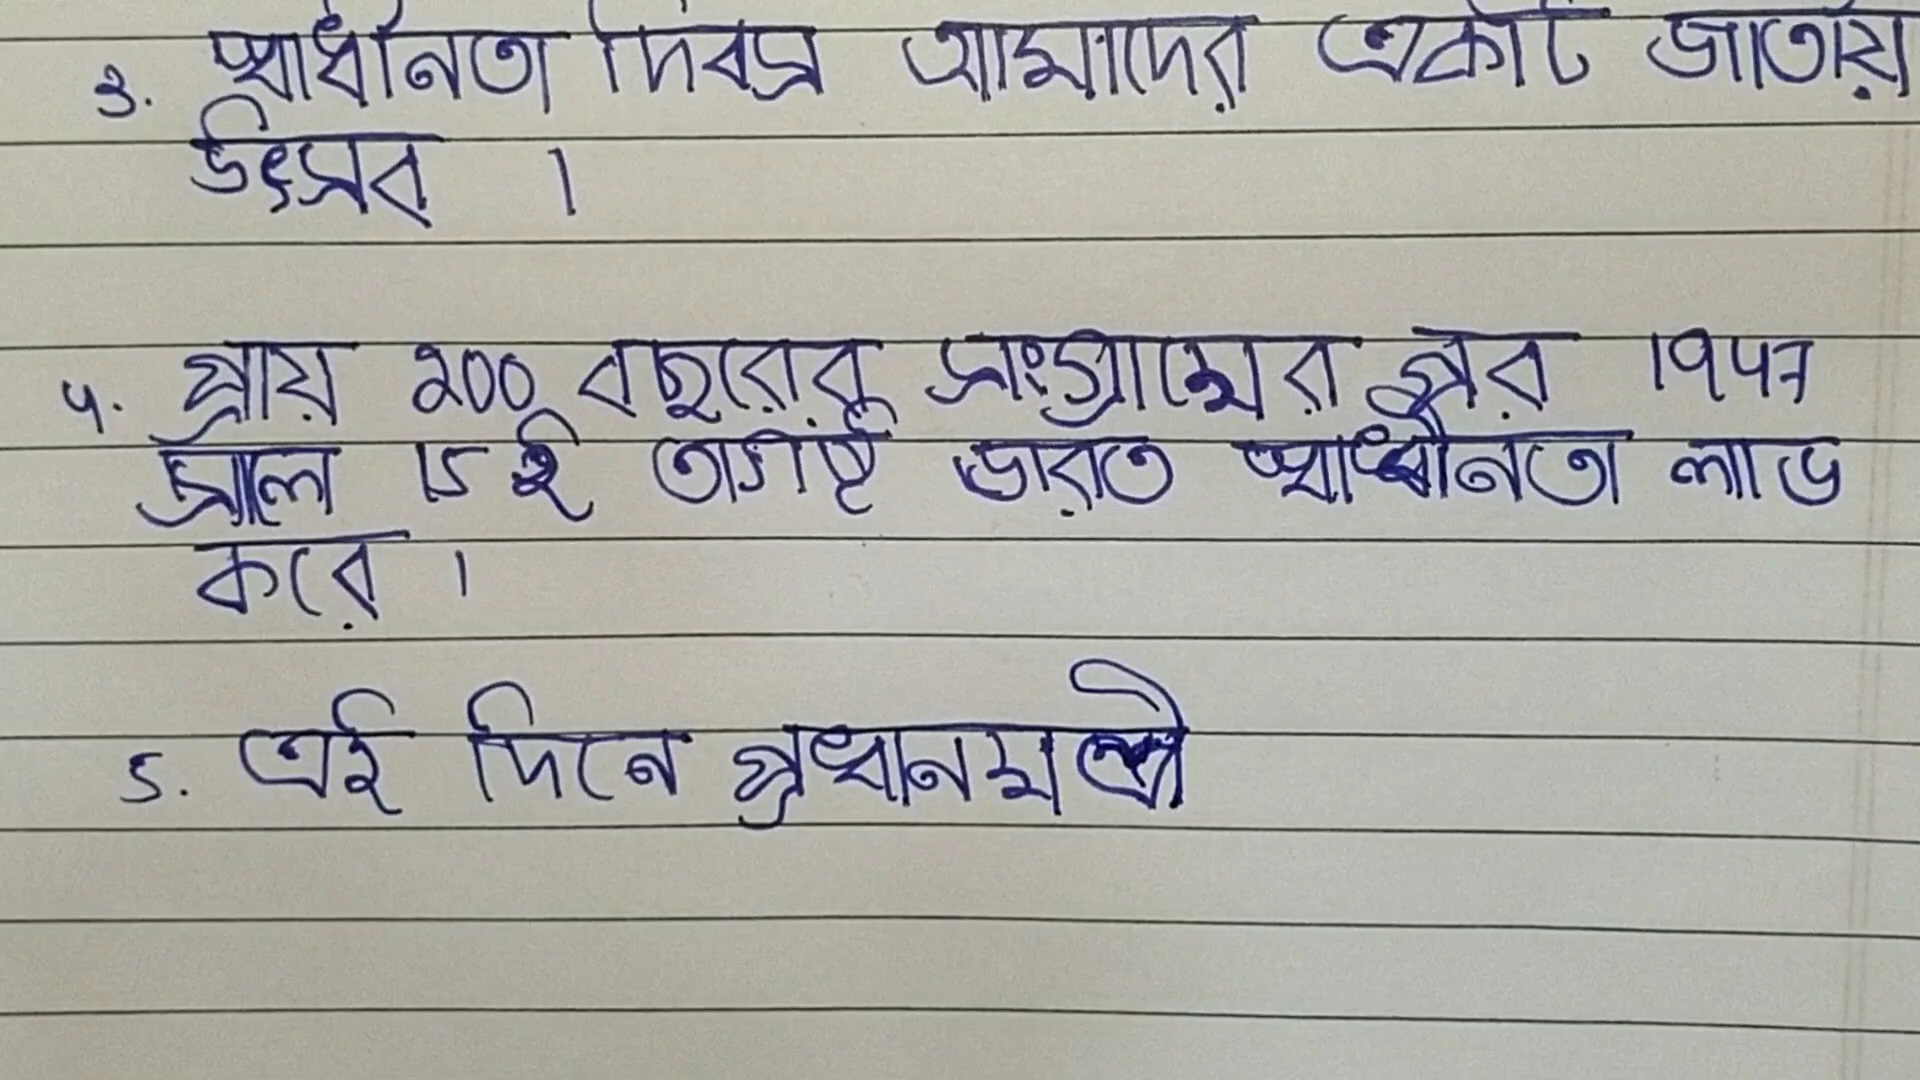 3. স্বাধীনতা দিবস আমাদের একটি জাতীয়
উৎসব ।
4. প্রায় 200 বছরের সংগ্রামের পর 1947
সালে 15 ই আগষ্ট ভারত স্বাধীনতা লাভ
করে ।
5. এই দিনে প্রধানমন্ত্রী